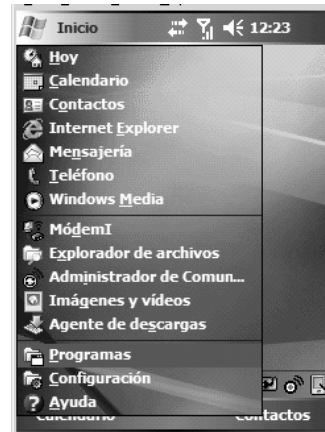 Inicio 12:23
Hoy
Calendario
Contactos
Internet Explorer
Mensajería
Teléfono
Windows Media
MódemI
Explorador de archivos
Administrador de Comun...
Imágenes y vídeos
Agente de descargas
Programas
Configuración
Ayuda
Calendario Contactos